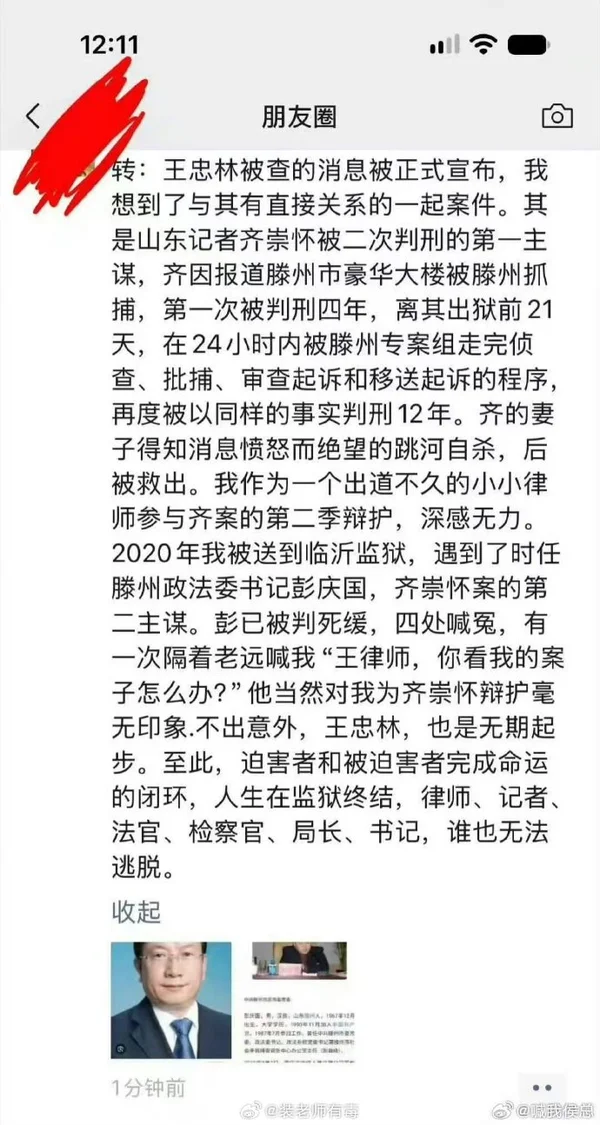 12:11
朋友圈
转：王忠林被查的消息被正式宣布，我
想到了与其有直接关系的一起案件。其
是山东记者齐崇怀被二次判刑的第一主
谋，齐因报道滕州市豪华大楼被滕州抓
捕，第一次被判刑四年，离其出狱前21
天，在24小时内被滕州专案组走完侦
查、批捕、审查起诉和移送起诉的程序，
再度被以同样的事实判刑12年。齐的妻
子得知消息愤怒而绝望的跳河自杀，后
被救出。我作为一个出道不久的小小律
师参与齐案的第二季辩护，深感无力。
2020年我被送到临沂监狱，遇到了时任
滕州政法委书记彭庆国，齐崇怀案的第
二主谋。彭已被判死缓，四处喊冤，有
一次隔着老远喊我“王律师，你看我的案
子怎么办？”他当然对我为齐崇怀辩护毫
无印象.不出意外，王忠林，也是无期起
步。至此，迫害者和被迫害者完成命运
的闭环，人生在监狱终结，律师、记者、
法官、检察官、局长、书记，谁也无法
逃脱。
收起
1分钟前
@装老师有毒
@喊我侯总